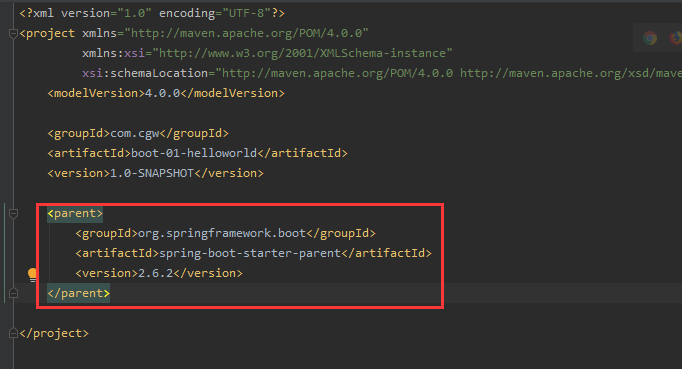 <?xml version="1.0" encoding="UTF-8"?>
<project xmlns="http://maven.apache.org/POM/4.0.0"
xmlns:xsi="http://www.w3.org/2001/XMLSchema-instance"
xsi:schemaLocation="http://maven.apache.org/POM/4.0.0 http://maven.apache.org/xsd/mave
<modelVersion>4.0.0</modelVersion>
<groupId>com.cgw</groupId>
<artifactId>boot-01-helloworld</artifactId>
<version>1.0-SNAPSHOT</version>
<parent>
<groupId>org.springframework.boot</groupId>
<artifactId>spring-boot-starter-parent</artifactId>
<version>2.6.2</version>
</parent>
</project>